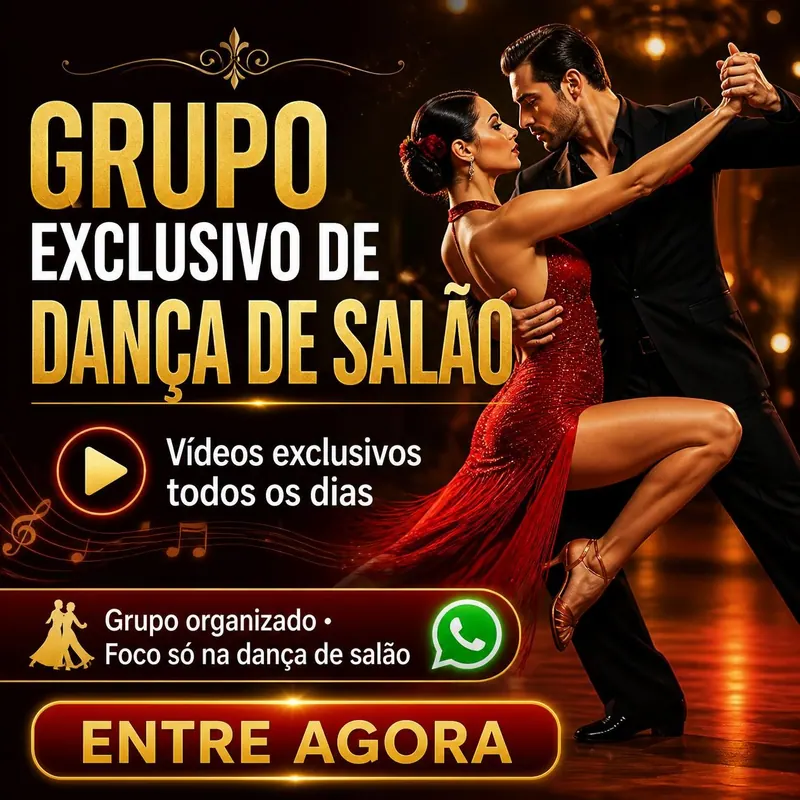 GRUPO
EXCLUSIVO DE
DANÇA DE SALÃO
Vídeos exclusivos
todos os dias
Grupo organizado •
Foco só na dança de salão
ENTRE AGORA